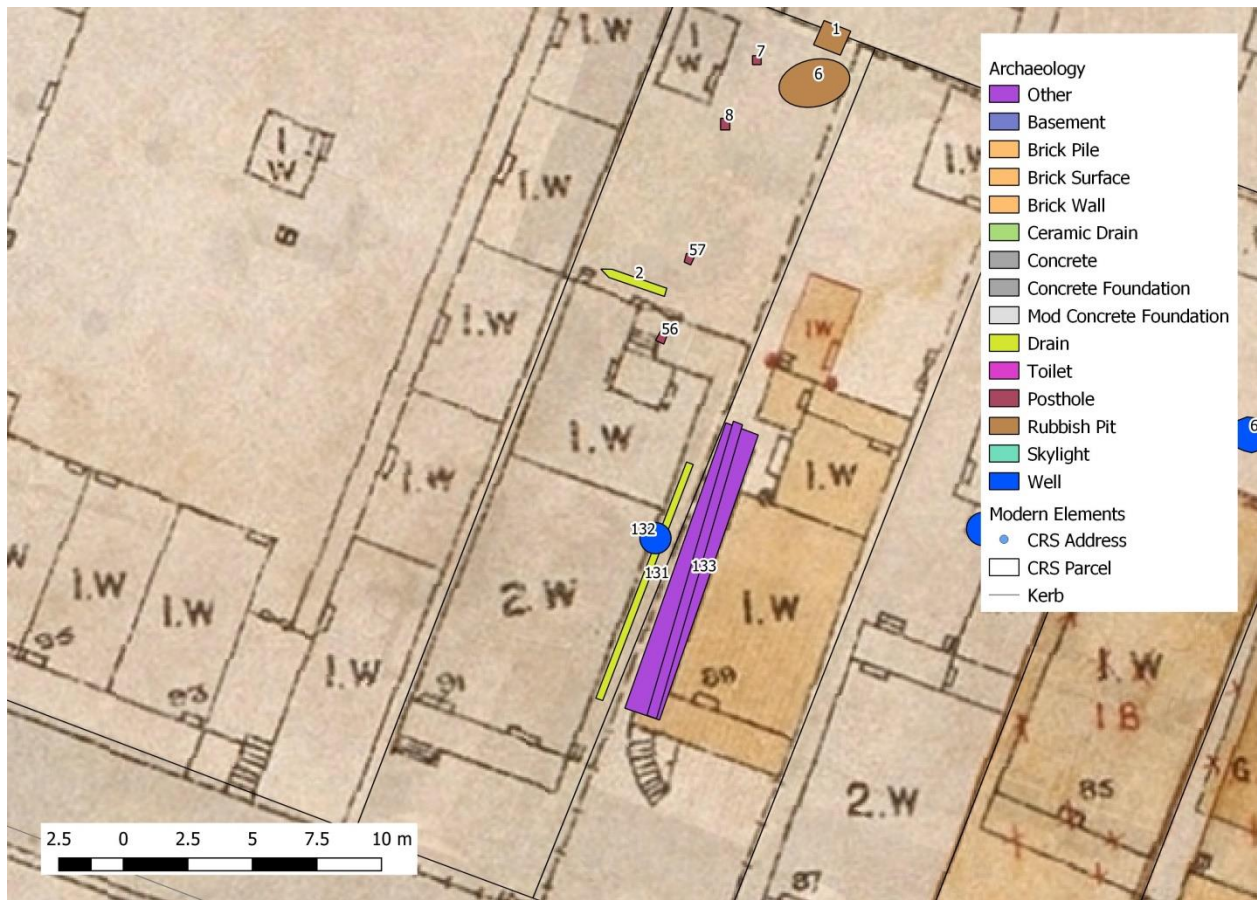 I.W
I
W
7
1
6
8
I
W
I.W
I.W
8
57
2
I.W
56
I W
I.W
I.W
I.W
6
132
131
133
I.W
I.W
2.W
I.W
I.W
95
93
I.W
91
89
I.W
I B
85
G
2.W
87
Archaeology
Other
Basement
Brick Pile
Brick Surface
Brick Wall
Ceramic Drain
Concrete
Concrete Foundation
Mod Concrete Foundation
Drain
Toilet
Posthole
Rubbish Pit
Skylight
Well
Modern Elements
CRS Address
CRS Parcel
Kerb
2.5 0 2.5 5 7.5 10 m